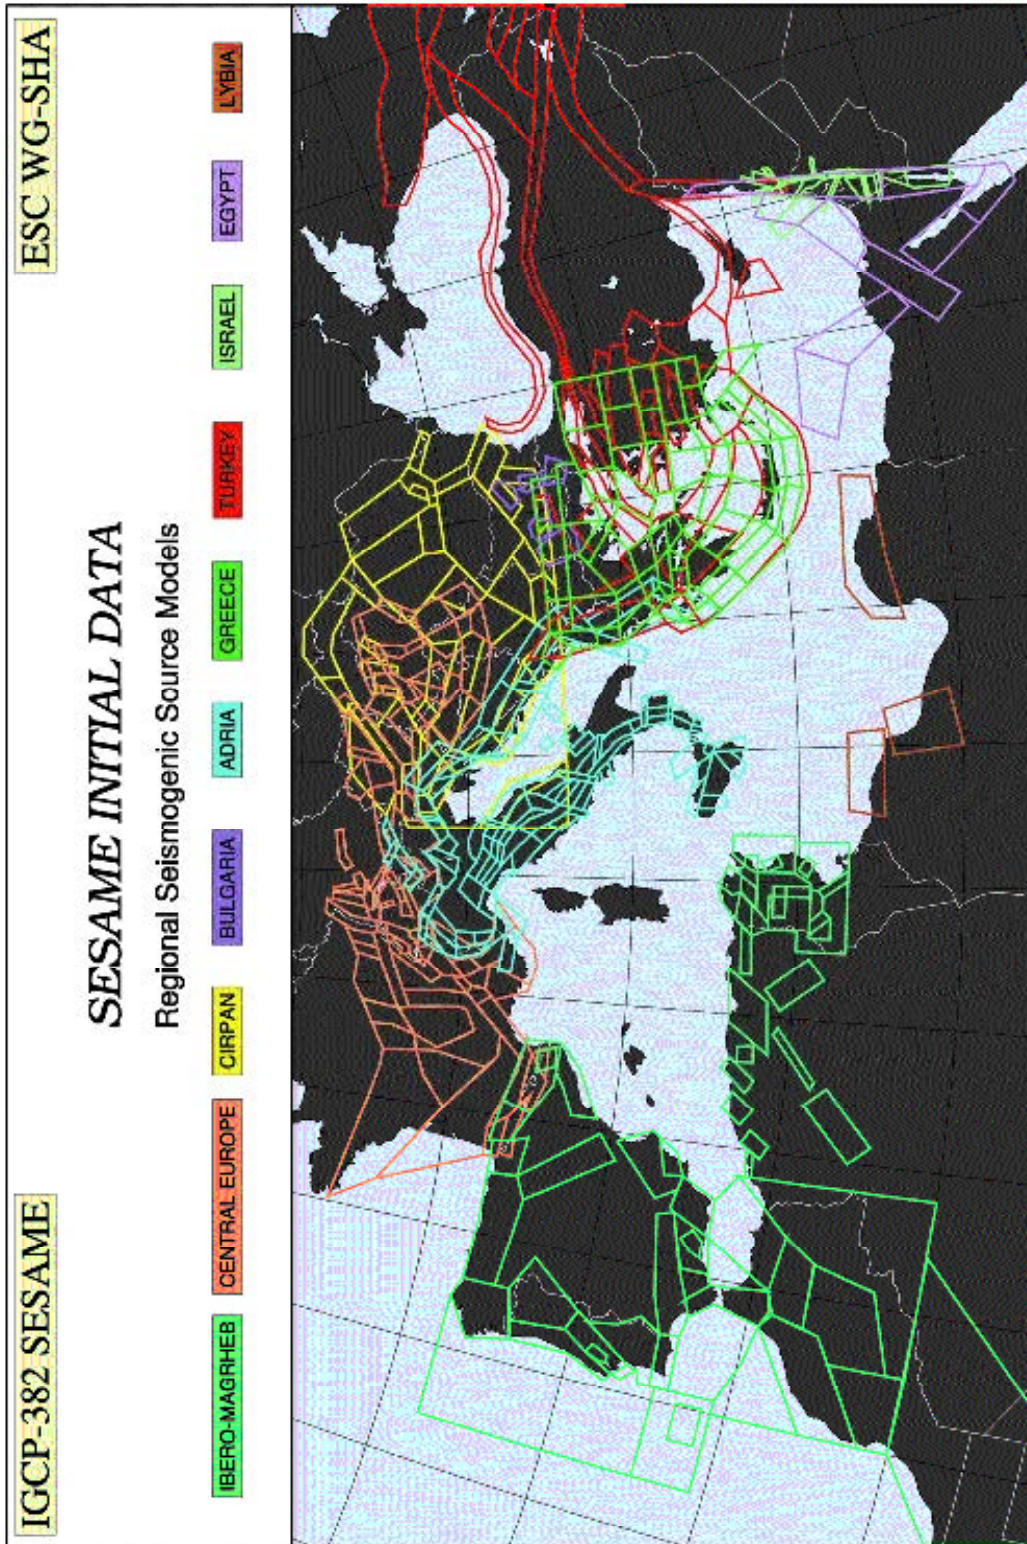 IGCP-382 SESAME
ESC WG-SHA
SESAME INITIAL DATA
Regional Seismogenic Source Models
IBERO-MAGRHEB
CENTRAL EUROPE
CIRPAN
BULGARIA
ADRIA
GREECE
TURKEY
ISRAEL
EGYPT
LYBIA